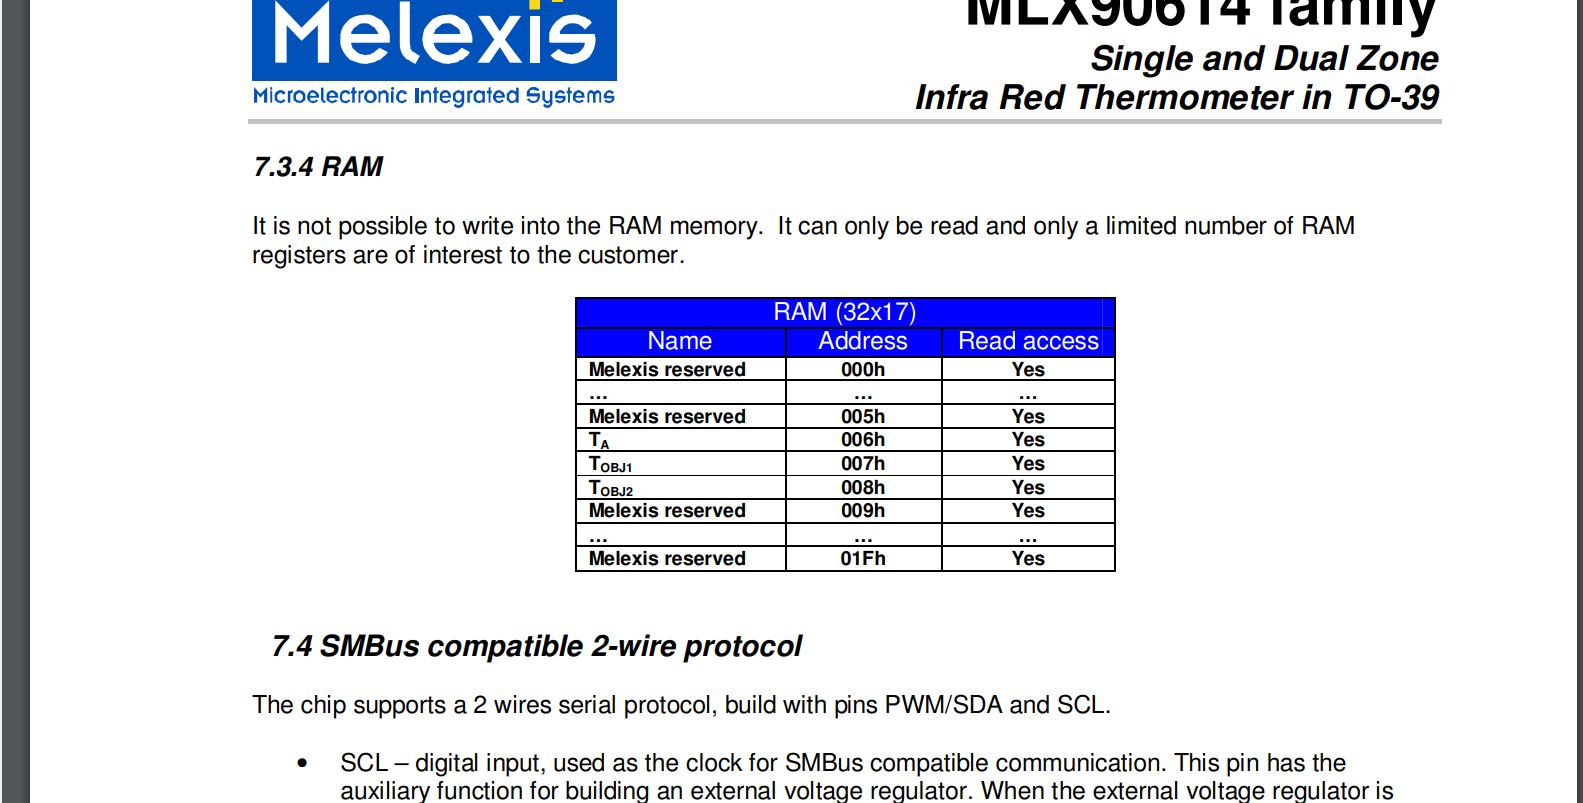 Melexis
Microelectronic Integrated Systems
MLX90614 family
Single and Dual Zone
Infra Red Thermometer in TO-39
7.3.4 RAM
It is not possible to write into the RAM memory.  It can only be read and only a limited number of RAM
registers are of interest to the customer.
RAM (32x17)
Name Address Read access
Melexis reserved 000h Yes
... ... ...
Melexis reserved 005h Yes
TA 006h Yes
TOBJ1 007h Yes
TOBJ2 008h Yes
Melexis reserved 009h Yes
... ... ...
Melexis reserved 01Fh Yes
7.4 SMBus compatible 2-wire protocol
The chip supports a 2 wires serial protocol, build with pins PWM/SDA and SCL.
• SCL – digital input, used as the clock for SMBus compatible communication. This pin has the
auxiliary function for building an external voltage regulator. When the external voltage regulator is